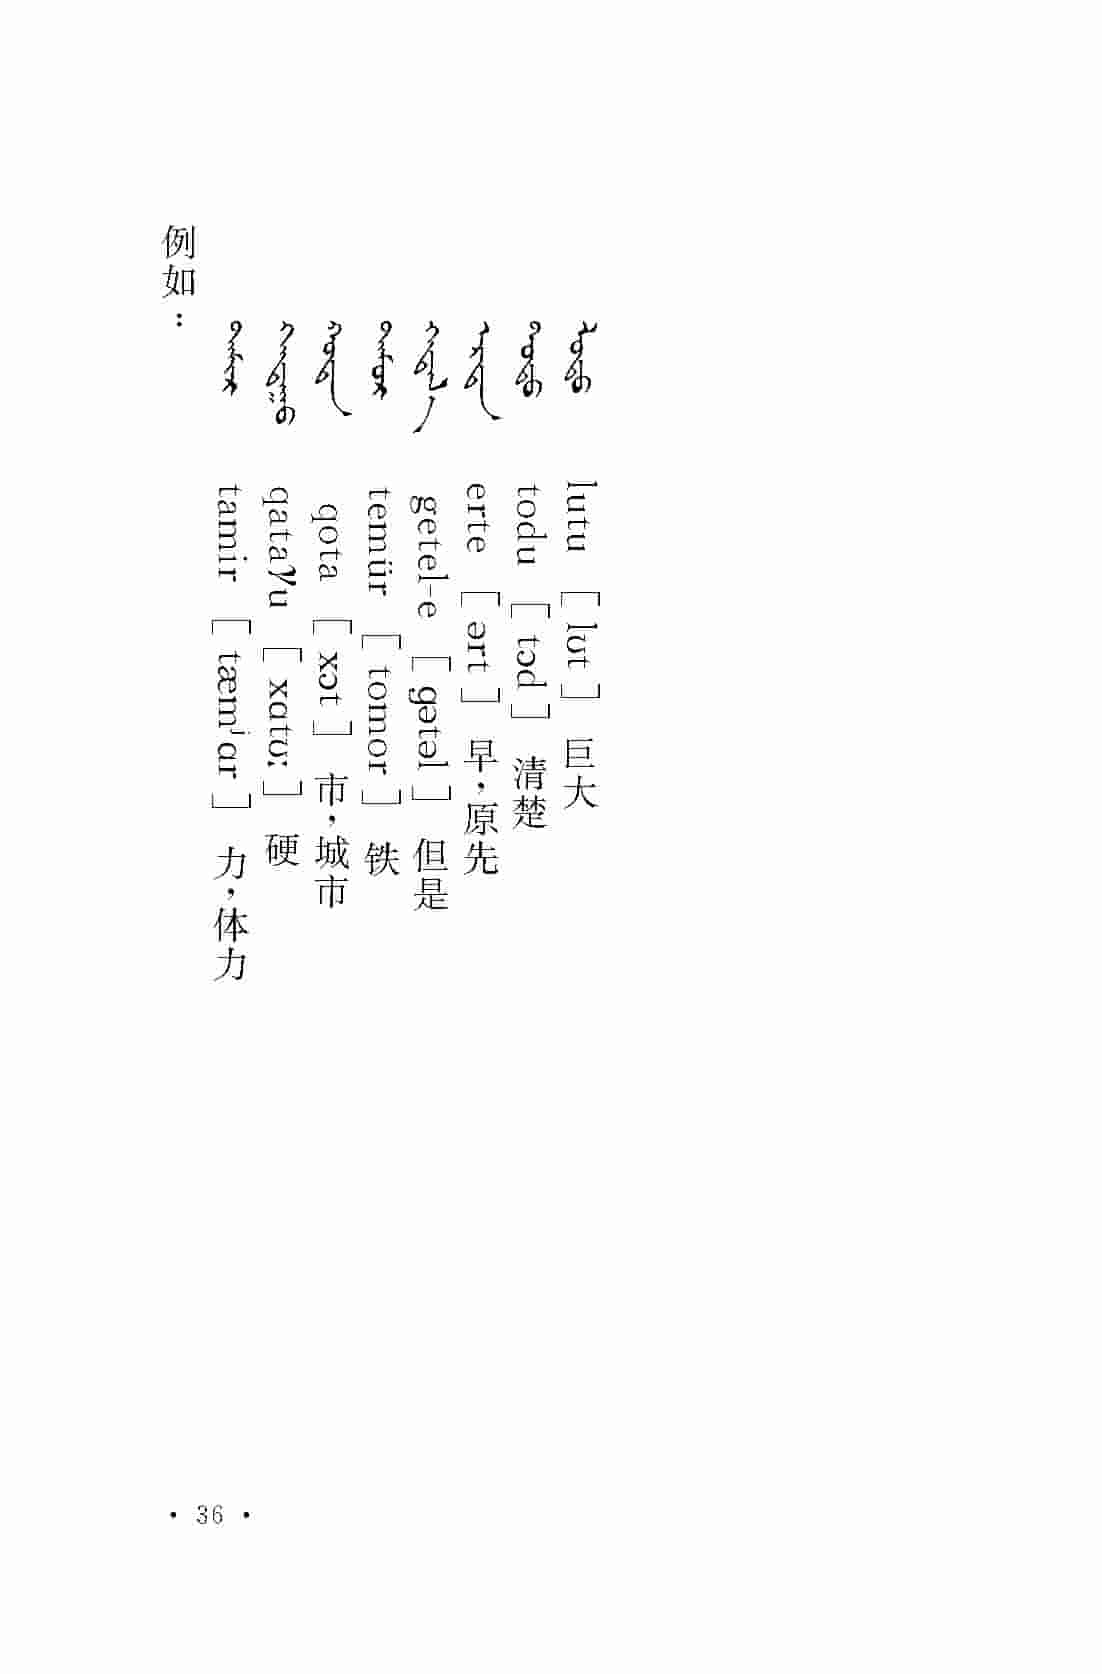 例如：
ᠲᠠᠮᠢᠷ tamir [tæmʲɑr] 力，体力
ᠬᠠᠲᠠᠭᠤ qataγu [xɑtʊː] 硬
ᠬᠣᠲᠠ qota [xɔt] 市，城市
ᠲᠡᠮᠦᠷ temür [tomor] 铁
ᠭᠡᠲᠡᠯ᠎ᠡ getel-e [gətəl] 但是
ᠡᠷᠲᠡ erte [ərt] 早，原先
ᠲᠣᠳᠤ todu [tɔd] 清楚
ᠯᠤᠲᠤ lutu [lʊt] 巨大
· 36 ·